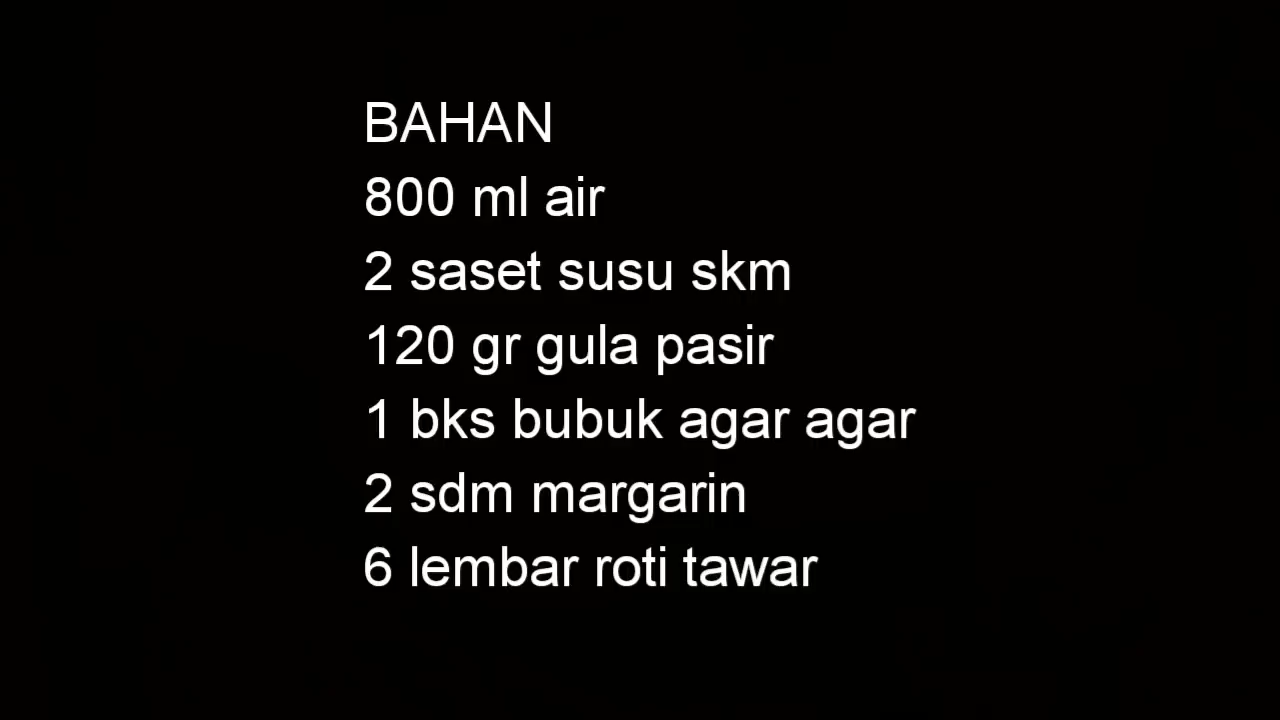 BAHAN
800 ml air
2 saset susu skm
120 gr gula pasir
1 bks bubuk agar agar
2 sdm margarin
6 lembar roti tawar